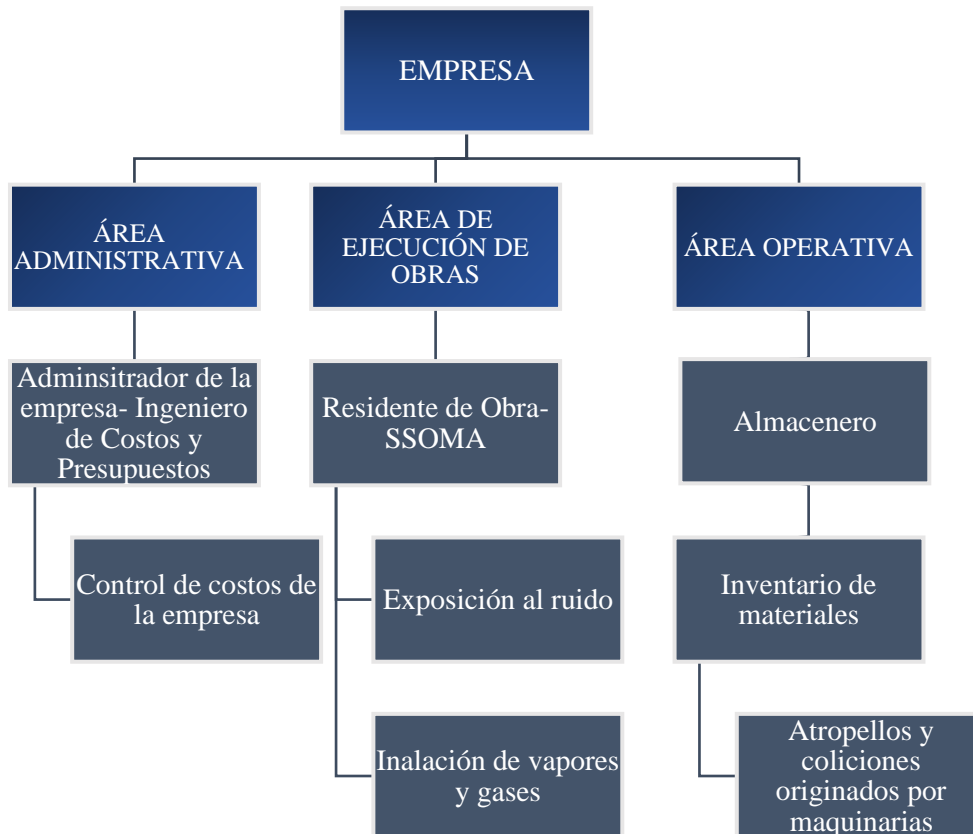 EMPRESA
ÁREA
ADMINISTRATIVA
ÁREA DE
EJECUCIÓN DE
OBRAS
ÁREA OPERATIVA
Adminsitrador de la
empresa- Ingeniero
de Costos y
Presupuestos
Residente de Obra-
SSOMA
Almacenero
Control de costos de
la empresa
Exposición al ruido
Inventario de
materiales
Inalación de vapores
y gases
Atropellos y
coliciones
originados por
maquinarias